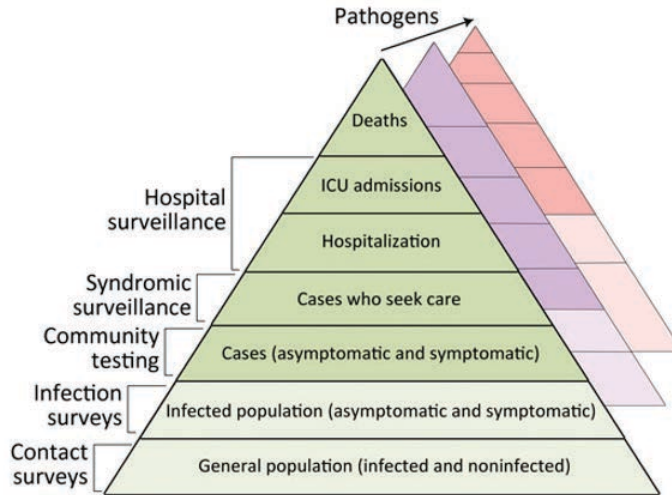 Pathogens
Deaths
ICU admissions
Hospital
surveillance
Hospitalization
Syndromic
surveillance
Cases who seek care
Community
testing
Cases (asymptomatic and symptomatic)
Infection
surveys
Infected population (asymptomatic and symptomatic)
Contact
surveys
General population (infected and noninfected)